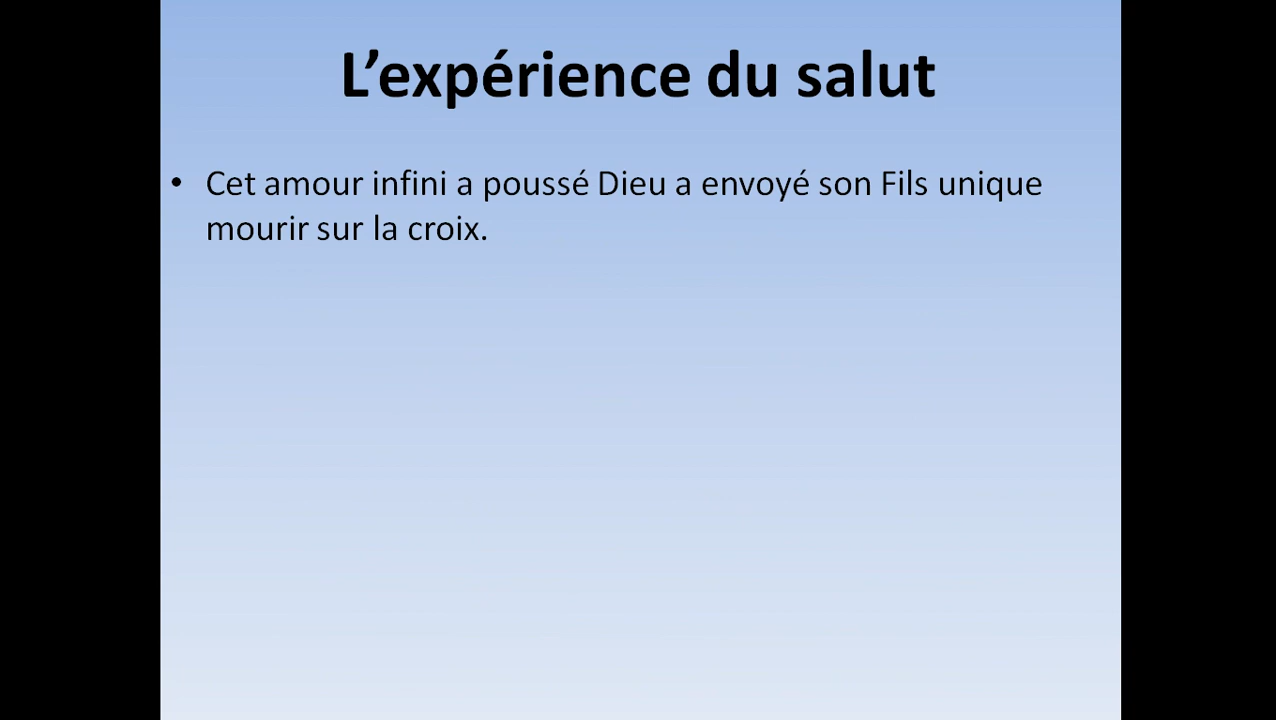 L’expérience du salut
• Cet amour infini a poussé Dieu a envoyé son Fils unique
mourir sur la croix.